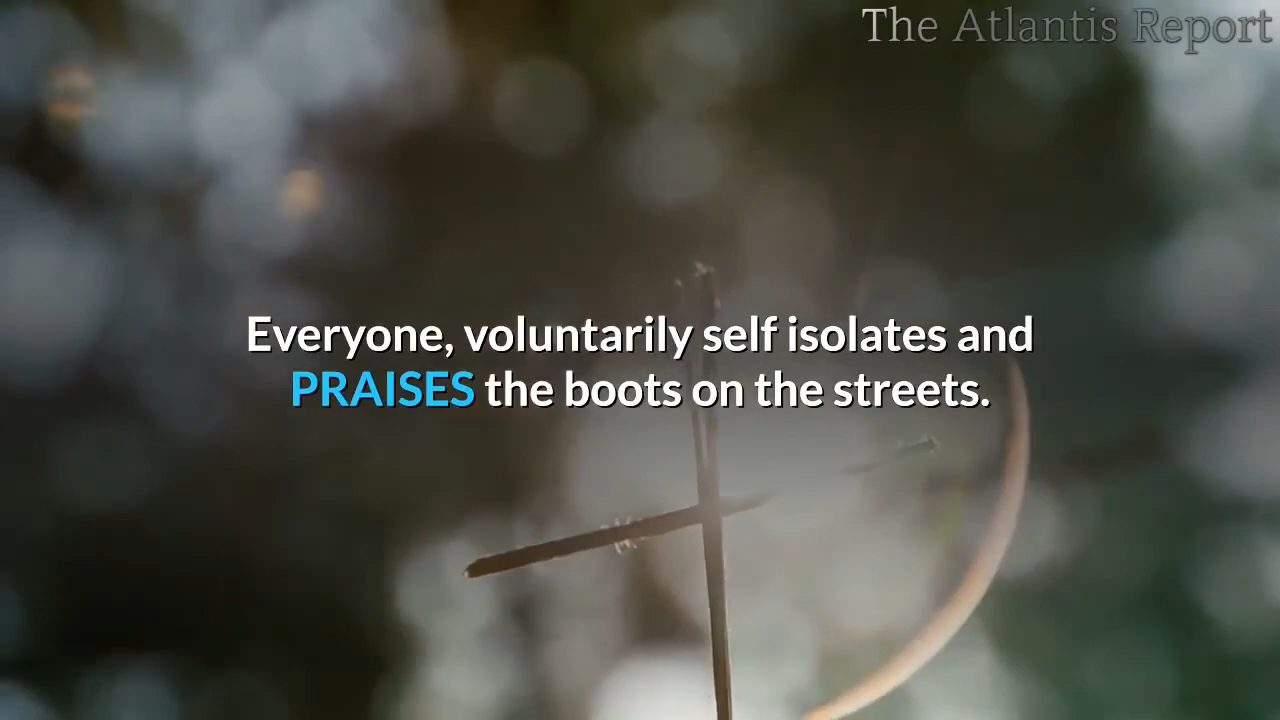 The Atlantis Report
Everyone, voluntarily self isolates and
PRAISES the boots on the streets.